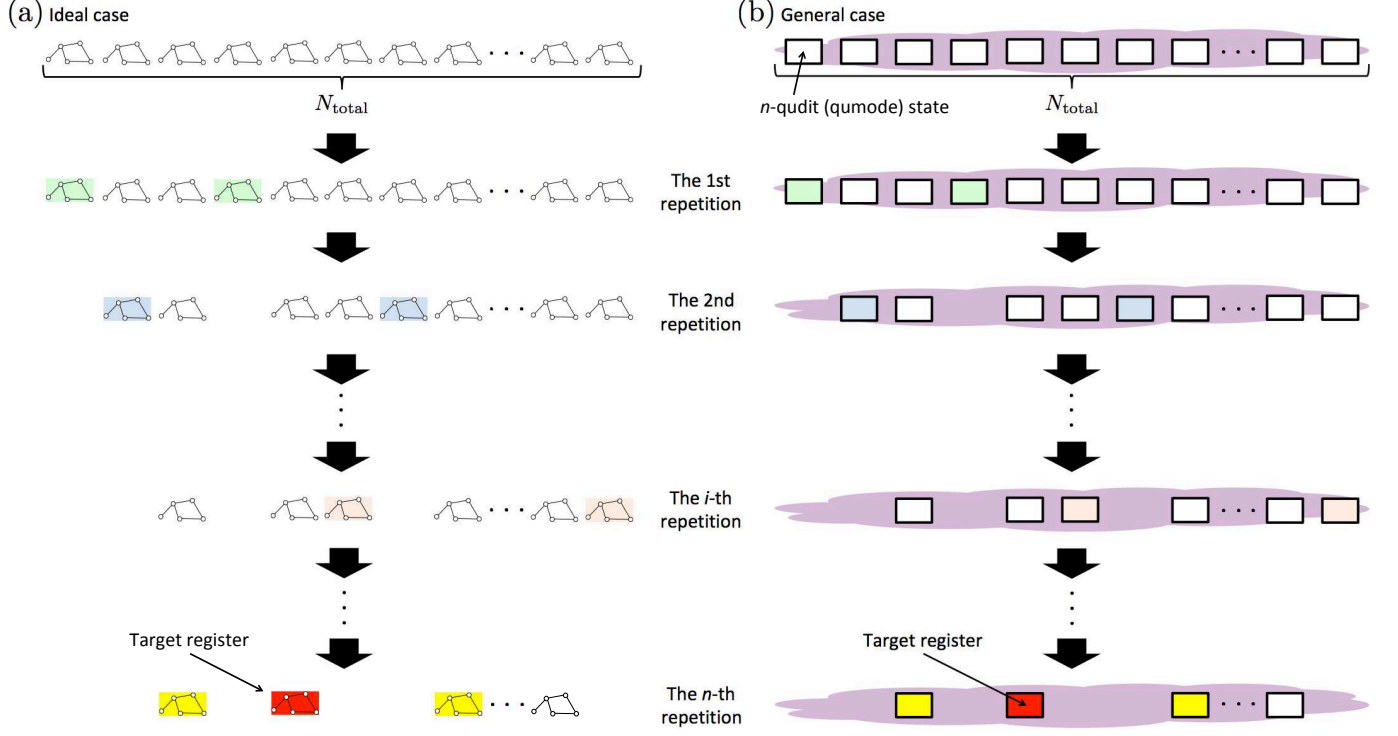 (a) Ideal case
(b) General case
N_total
n-qudit (qumode) state
N_total
The 1st
repetition
The 2nd
repetition
The i-th
repetition
Target register
Target register
The n-th
repetition